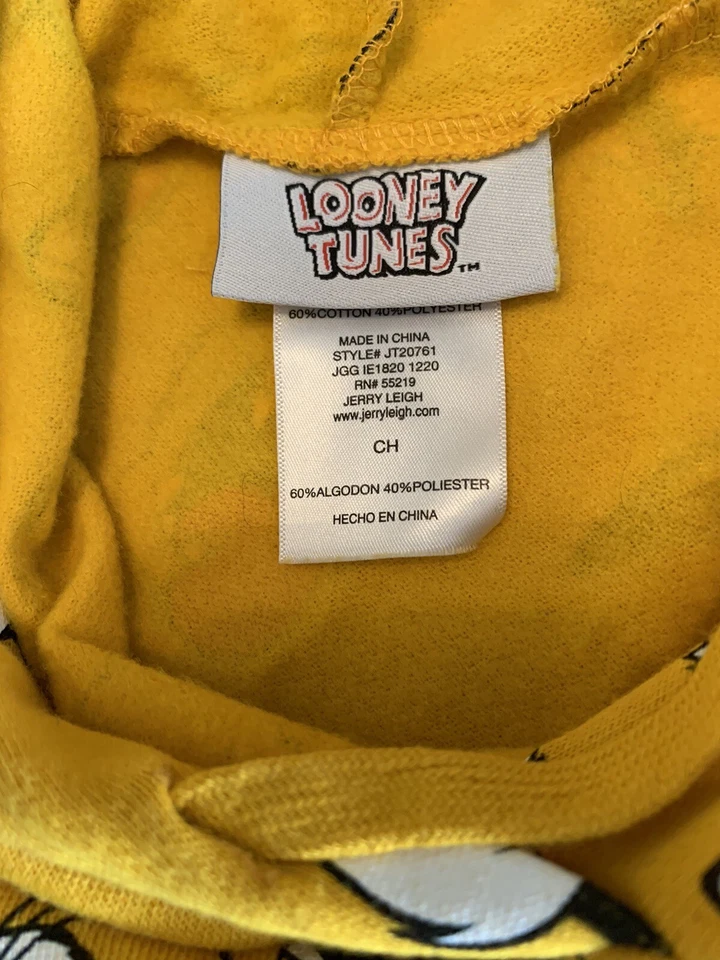 LOONEY
TUNES™
60%COTTON 40%POLYESTER
MADE IN CHINA
STYLE# JT20761
JGG IE1820 1220
RN# 55219
JERRY LEIGH
www.jerryleigh.com
CH
60%ALGODON 40%POLIESTER
HECHO EN CHINA